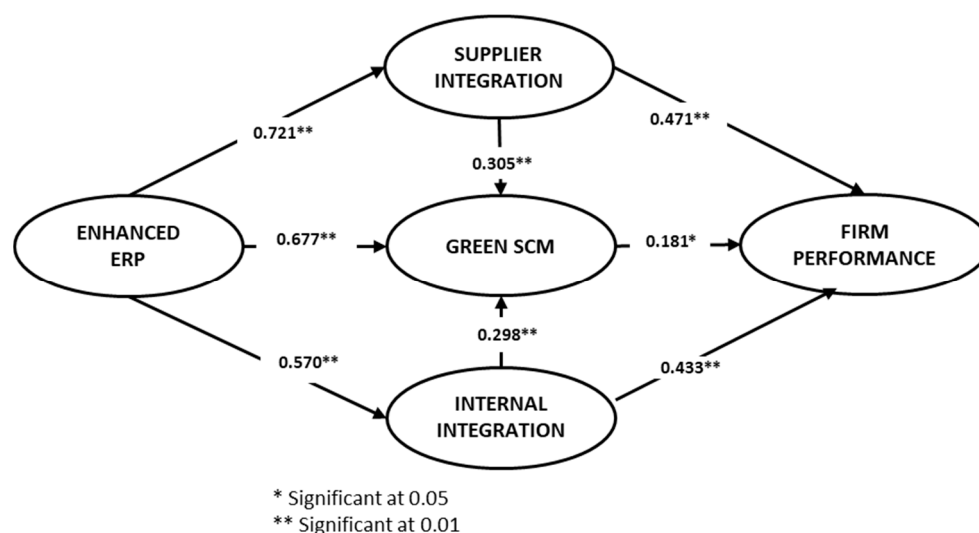 SUPPLIER
INTEGRATION
0.721**
0.471**
0.305**
ENHANCED
ERP
0.677**
GREEN SCM
0.181*
FIRM
PERFORMANCE
0.298**
0.570**
0.433**
INTERNAL
INTEGRATION
* Significant at 0.05
** Significant at 0.01